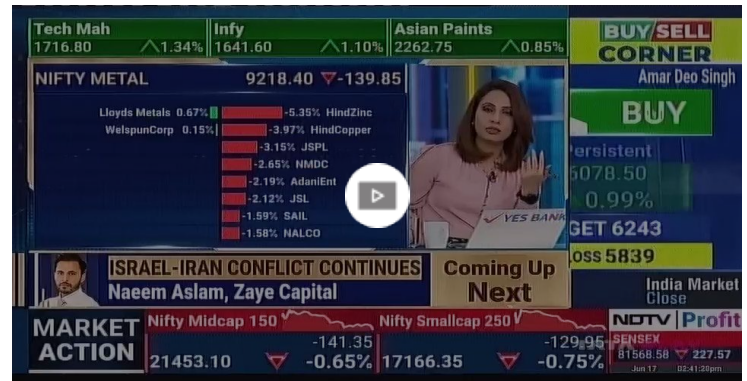 Tech Mah
1716.80 1.34%
Infy
1641.60 1.10%
Asian Paints
2262.75 0.85%
BUY SELL
CORNER
Amar Deo Singh
BUY
Persistent
6078.50
0.99%
GET 6243
oss 5839
NIFTY METAL 9218.40 -139.85
Lloyds Metals 0.67% -5.35% HindZinc
WelspunCorp 0.15% -3.97% HindCopper
-3.15% JSPL
-2.65% NMDC
-2.19% AdaniEnt
-2.12% JSL
-1.59% SAIL
-1.58% NALCO
YES BANK
ISRAEL-IRAN CONFLICT CONTINUES
Naeem Aslam, Zaye Capital
Coming Up
Next
India Market
Close
MARKET
ACTION
Nifty Midcap 150
-141.35
21453.10 -0.65%
Nifty Smallcap 250
-129.95
17166.35 -0.75%
NDTV Profit
SENSEX
81568.58 227.57
Jun 17 02:41:20pm